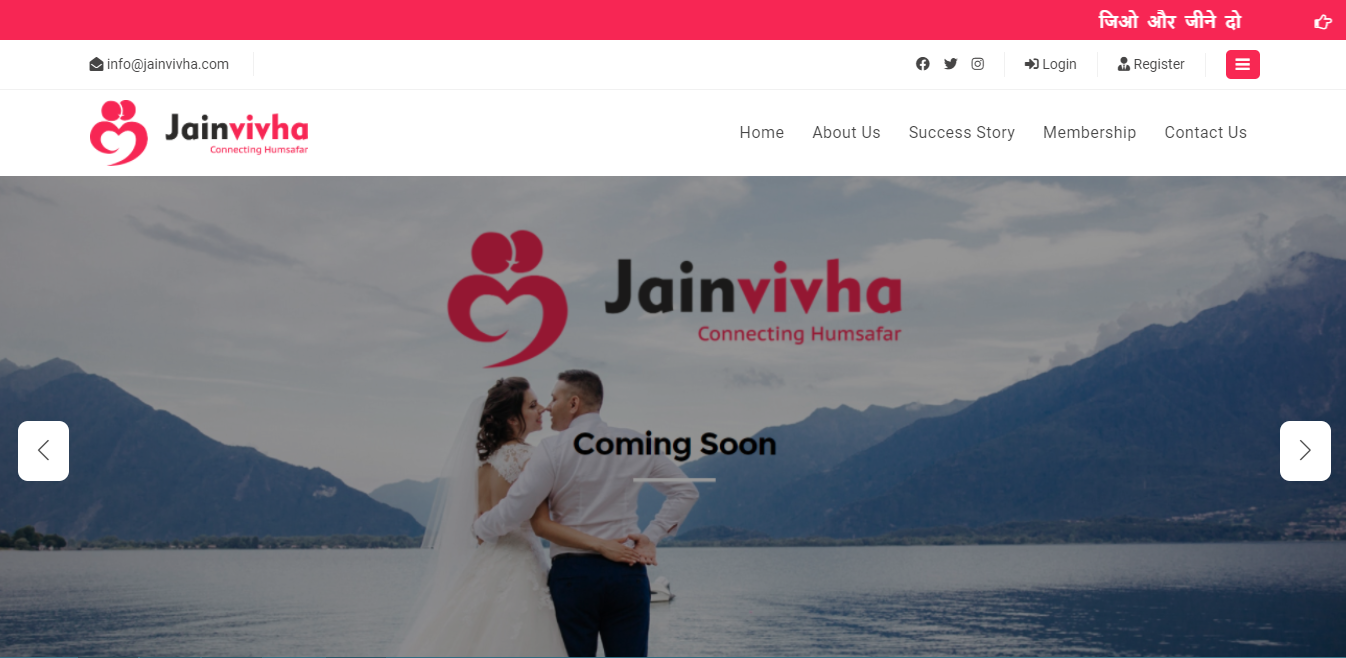 जिओ और जीने दो
info@jainvivha.com
Login
Register
Jainvivha
Connecting Humsafar
Home
About Us
Success Story
Membership
Contact Us
Jainvivha
Connecting Humsafar
Coming Soon